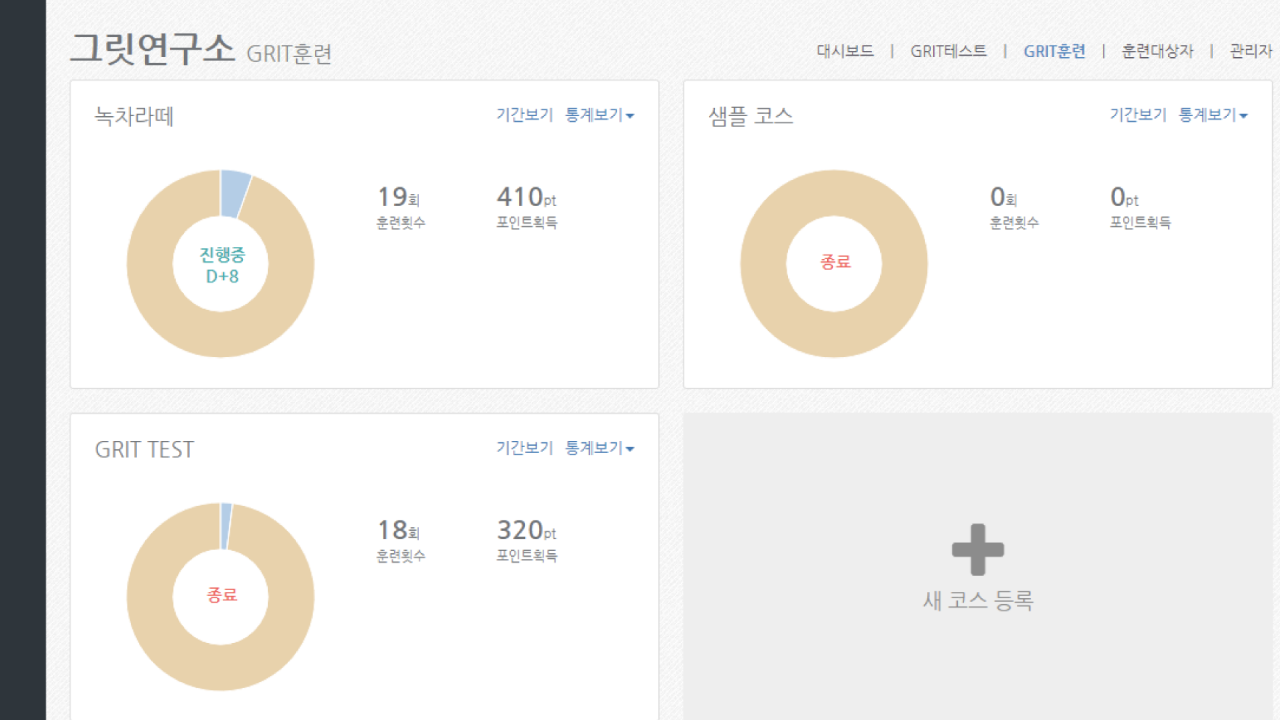 그릿연구소 GRIT훈련
대시보드 | GRIT테스트 | GRIT훈련 | 훈련대상자 | 관리자
녹차라떼 기간보기 통계보기
진행중
D+8
19회
훈련횟수
410pt
포인트획득
샘플 코스 기간보기 통계보기
종료
0회
훈련횟수
0pt
포인트획득
GRIT TEST 기간보기 통계보기
종료
18회
훈련횟수
320pt
포인트획득
새 코스 등록